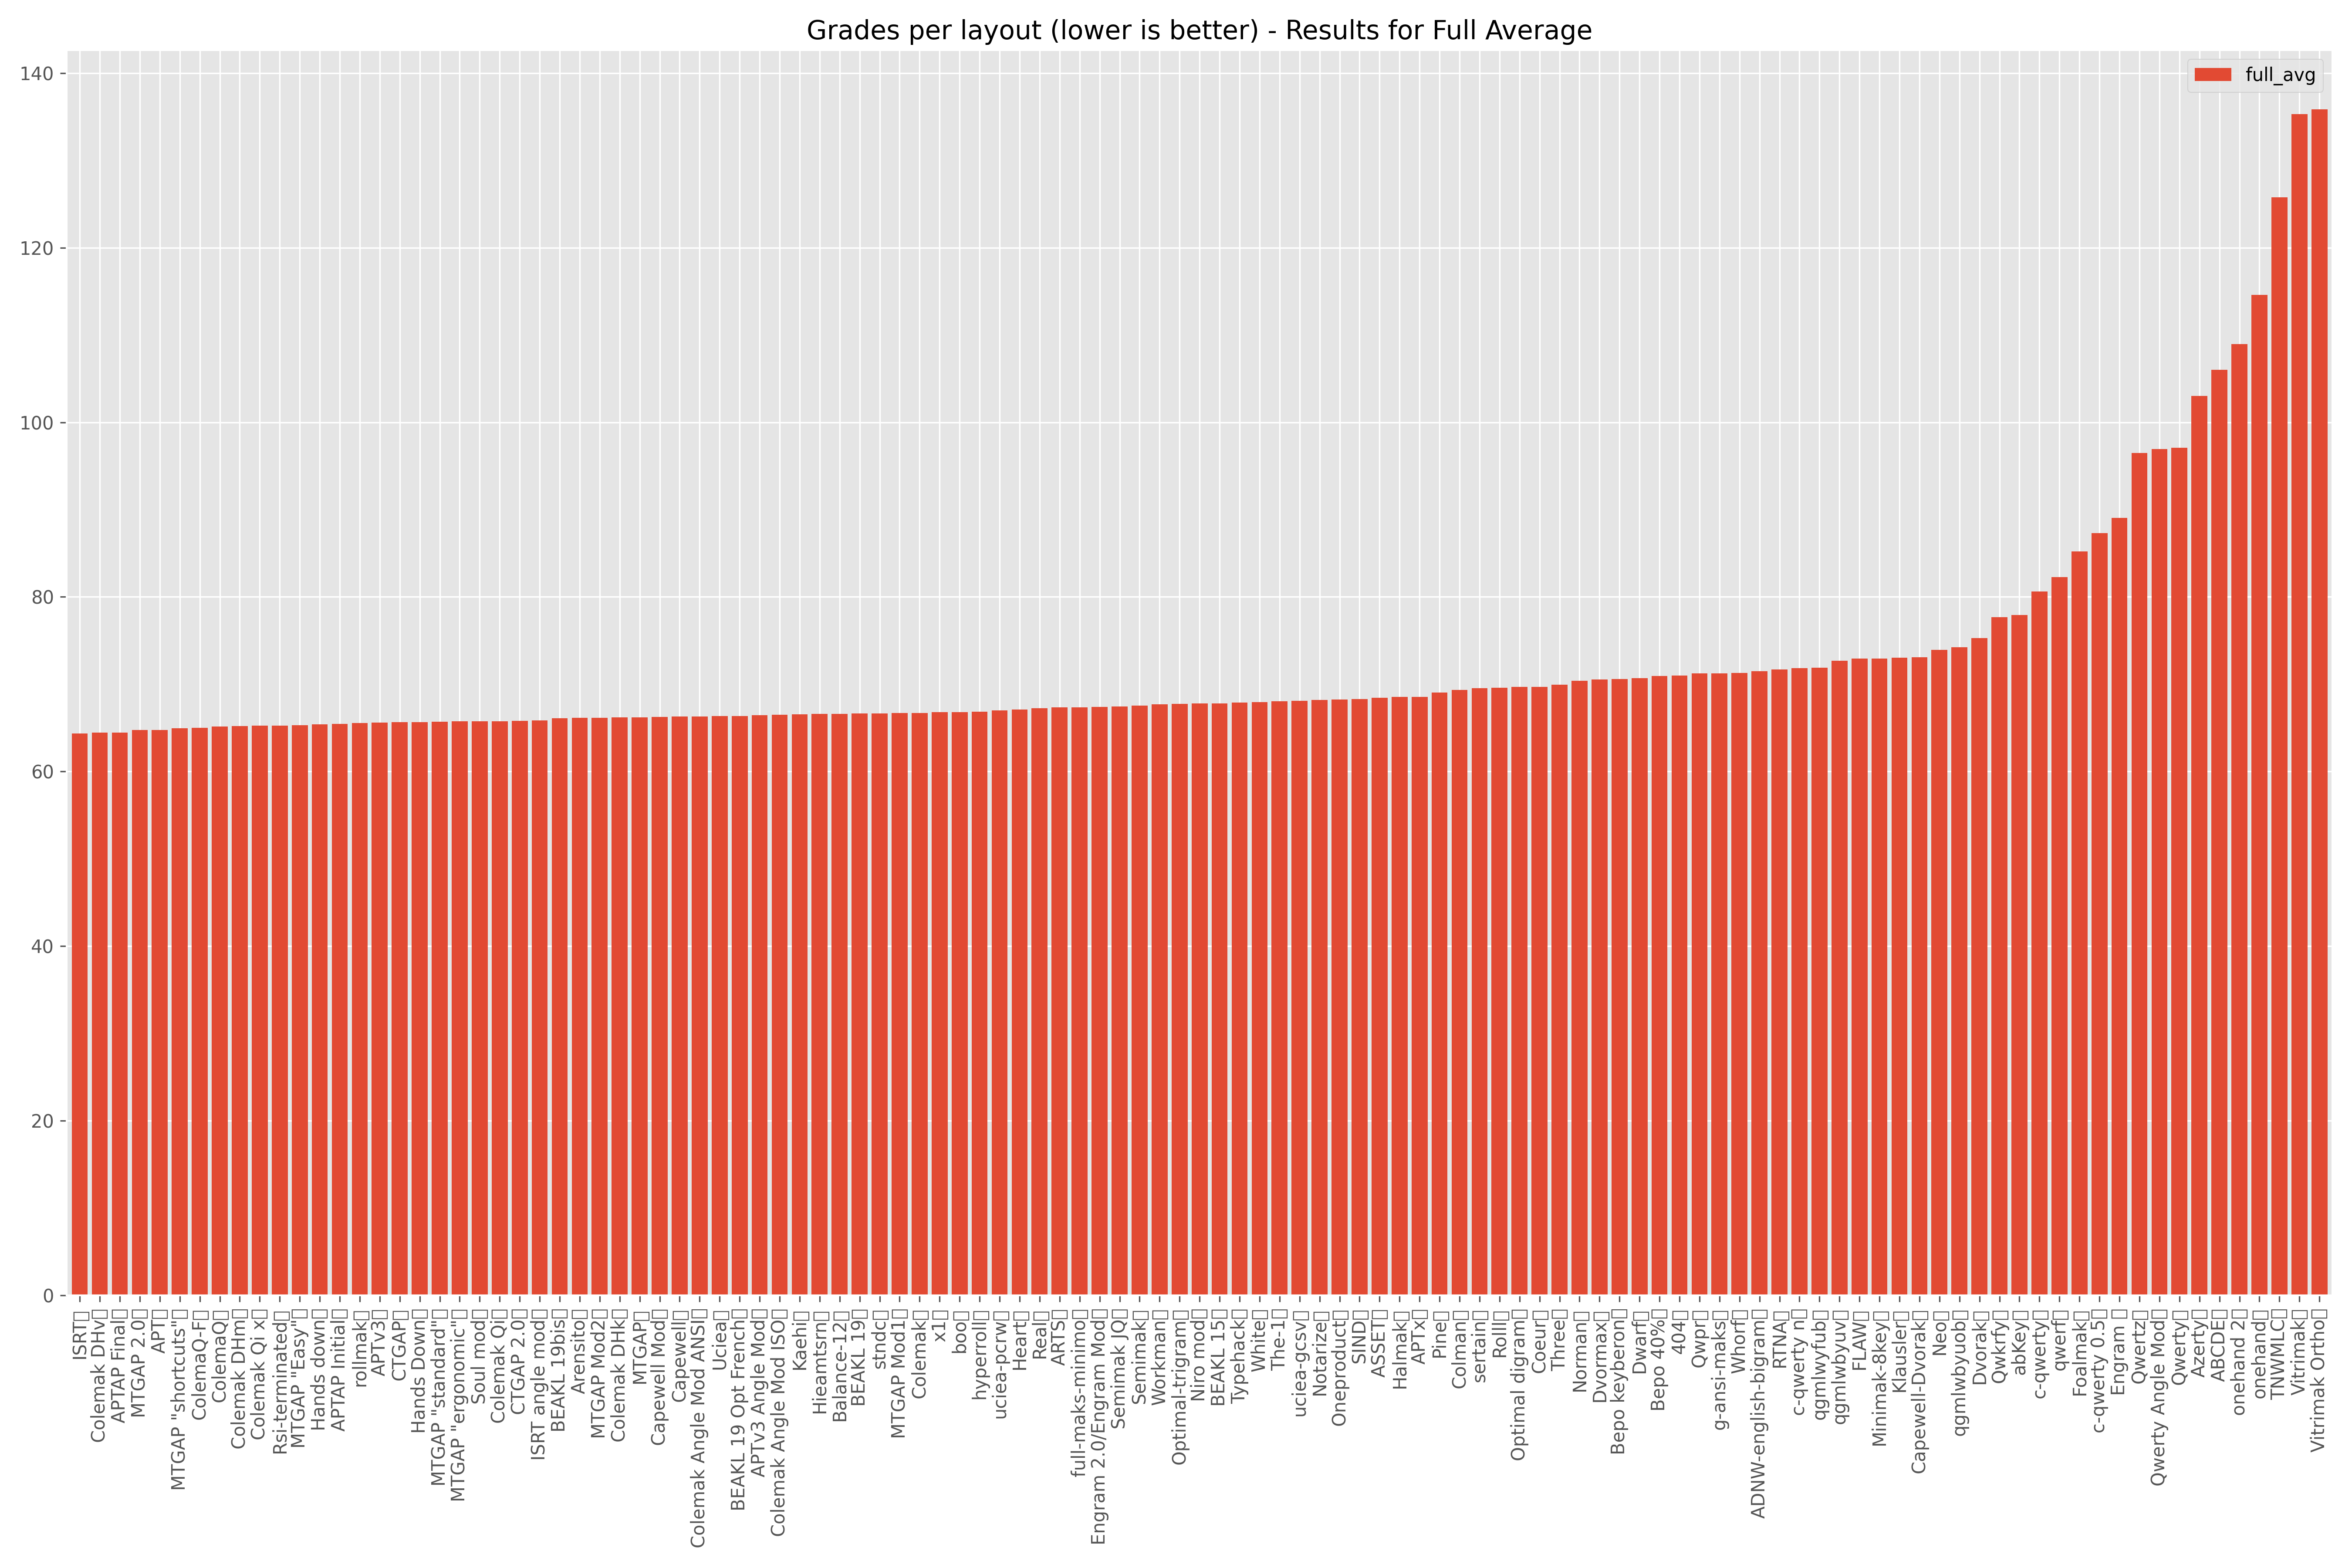 Grades per layout (lower is better) - Results for Full Average
full_avg
140
120
100
80
60
40
20
0
ISRT
Colemak DHv
APTAP Final
MTGAP 2.0
APT
MTGAP "shortcuts"
ColemaQ-F
ColemaQ
Colemak DHm
Colemak Qi x
Rsi-terminated
MTGAP "Easy"
Hands down
APTAP Initial
rollmak
APTv3
CTGAP
Hands Down
MTGAP "standard"
MTGAP "ergonomic"
Soul mod
Colemak Qi
CTGAP 2.0
ISRT angle mod
BEAKL 19bis
Arensito
MTGAP Mod2
Colemak DHk
MTGAP
Capewell Mod
Capewell
Colemak Angle Mod ANSI
Uciea
BEAKL 19 Opt French
APTv3 Angle Mod
Colemak Angle Mod ISO
Kaehi
Hieamtsrn
Balance-12
BEAKL 19
stndc
MTGAP Mod1
Colemak
x1
boo
hyperroll
uciea-pcrw
Heart
Real
ARTS
full-maks-minimo
Engram 2.0/Engram Mod
Semimak JQ
Semimak
Workman
Optimal-trigram
Niro mod
BEAKL 15
Typehack
White
The-1
uciea-gcsv
Notarize
Oneproduct
SIND
ASSET
Halmak
APTx
Pine
Colman
sertain
Rolll
Optimal digram
Coeur
Three
Norman
Dvormax
Bepo keyberon
Dwarf
Bepo 40%
404
Qwpr
g-ansi-maks
Whorf
ADNW-english-bigram
RTNA
c-qwerty n
qgmlwyfub
qgmlwbyuv
FLAW
Minimak-8key
Klausler
Capewell-Dvorak
Neo
qgmlwbyuob
Dvorak
Qwkrfy
abKey
c-qwerty
qwerf
Foalmak
c-qwerty 0.5
Engram
Qwertz
Qwerty Angle Mod
Qwerty
Azerty
ABCDE
onehand 2
onehand
TNWMLC
Vitrimak
Vitrimak Ortho